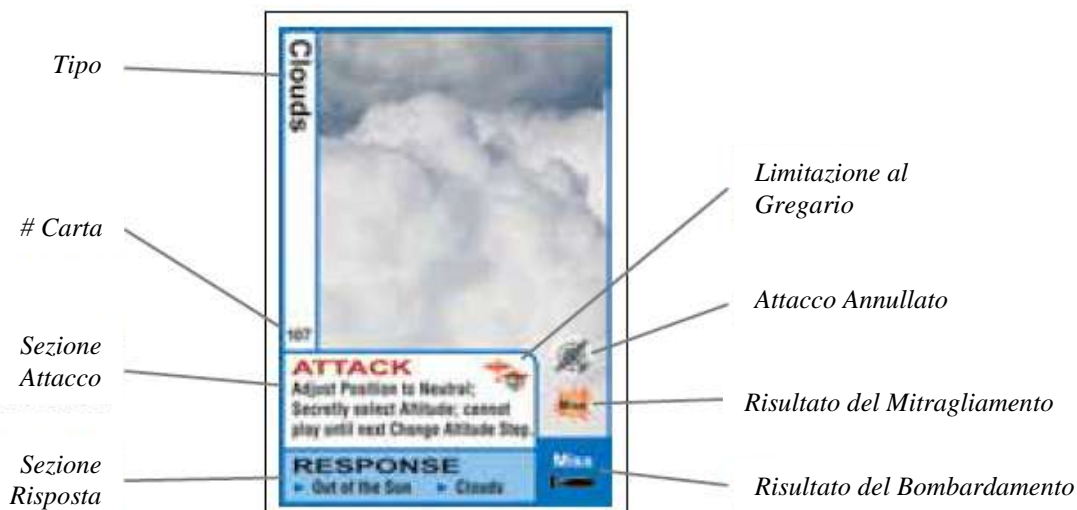 Tipo
# Carta
Sezione
Attacco
Sezione
Risposta
Clouds
107
ATTACK
Adjust Position to Neutral;
Secretly select Altitude; cannot
play until next Change Altitude Step.
RESPONSE
► Out of the Sun ► Clouds
Miss
Miss
Limitazione al
Gregario
Attacco Annullato
Risultato del Mitragliamento
Risultato del Bombardamento